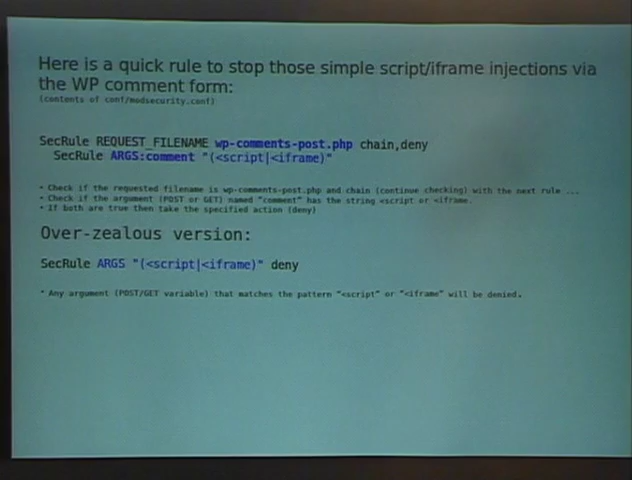 Here is a quick rule to stop those simple script/iframe injections via
the WP comment form:
(contents of conf/modsecurity.conf)
SecRule REQUEST_FILENAME wp-comments-post.php chain,deny
SecRule ARGS:comment "(<script|<iframe)"
* Check if the requested filename is wp-comments-post.php and chain (continue checking) with the next rule ...
* Check if the argument (POST or GET) named "comment" has the string <script or <iframe.
* If both are true then take the specified action (deny)
Over-zealous version:
SecRule ARGS "(<script|<iframe)" deny
* Any argument (POST/GET variable) that matches the pattern "<script" or "<iframe" will be denied.